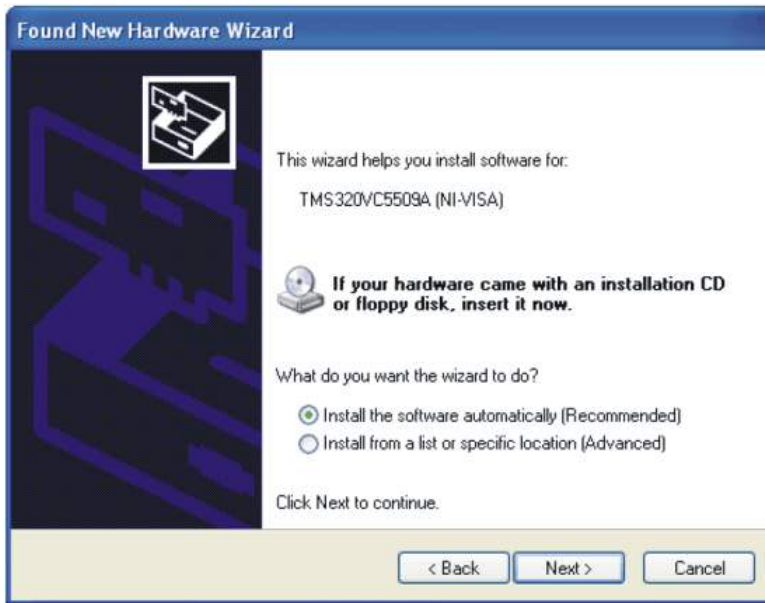 Found New Hardware Wizard
This wizard helps you install software for:
TMS320VC5509A (NI-VISA)
If your hardware came with an installation CD
or floppy disk, insert it now.
What do you want the wizard to do?
Install the software automatically (Recommended)
Install from a list or specific location (Advanced)
Click Next to continue.
< Back
Next >
Cancel